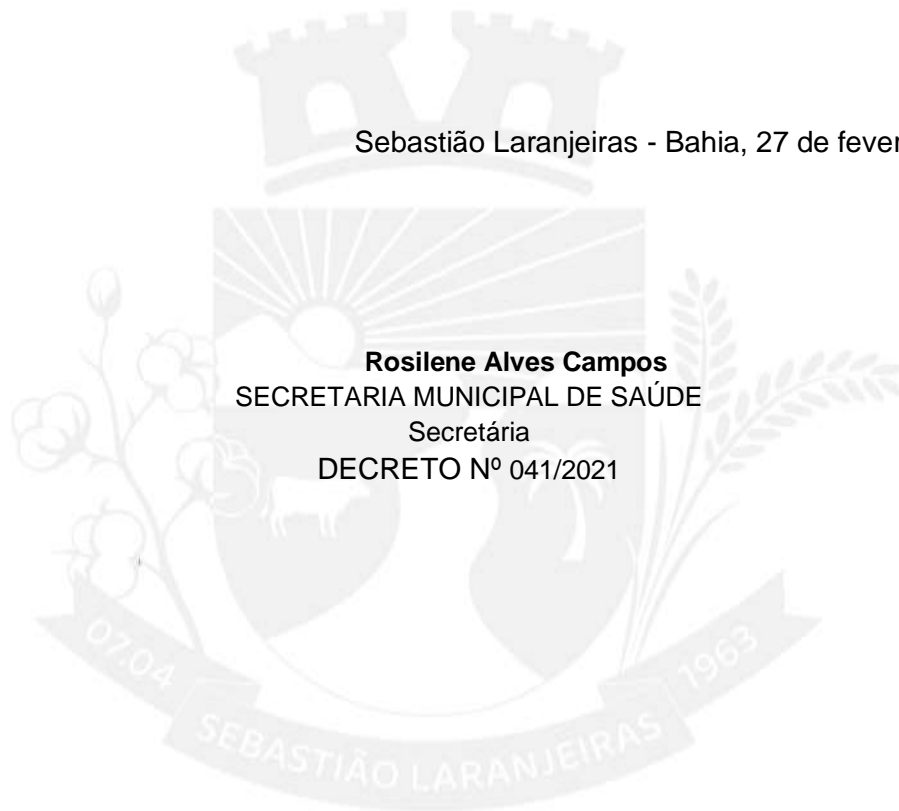 Sebastião Laranjeiras - Bahia, 27 de
Rosilene Alves Campos
SECRETARIA MUNICIPAL DE SAÚDE
Secretária
DECRETO Nº 041/2021
07.04
1963
SEBASTIÃO LARANJEIRAS